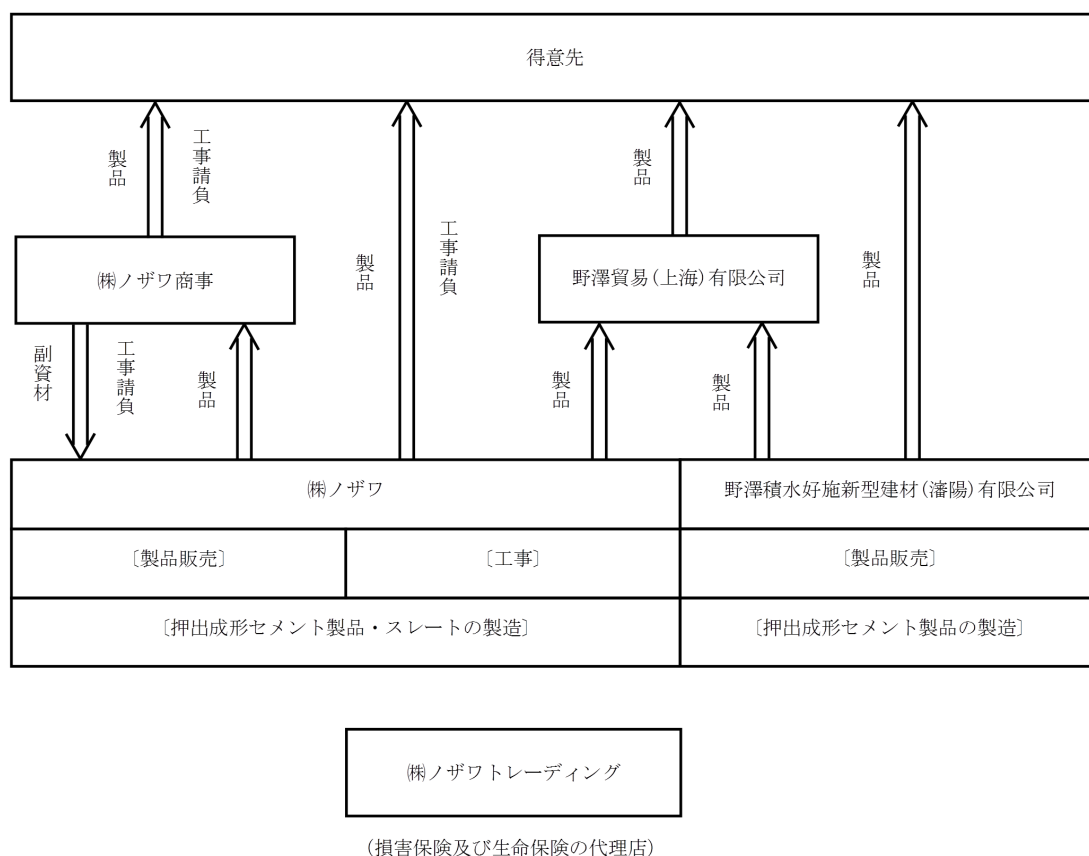 得意先
製品
工事請負
製品
工事請負
製品
製品
㈱ノザワ商事
野澤貿易(上海)有限公司
副資材
工事請負
製品
製品
製品
㈱ノザワ
野澤積水好施新型建材(瀋陽)有限公司
〔製品販売〕
〔工事〕
〔製品販売〕
〔押出成形セメント製品・スレートの製造〕
〔押出成形セメント製品の製造〕
㈱ノザワトレーディング
(損害保険及び生命保険の代理店)